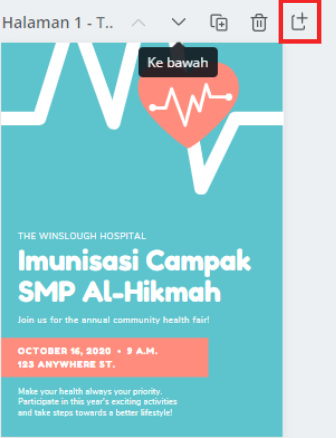 Halaman 1 - T..
Ke bawah
THE WINSLOUGH HOSPITAL
Imunisasi Campak
SMP Al-Hikmah
Join us for the annual community health fair!
OCTOBER 16, 2020 • 9 A.M.
123 ANYWHERE ST.
Make your health always your priority.
Participate in this year's exciting activities
and take steps towards a better lifestyle!